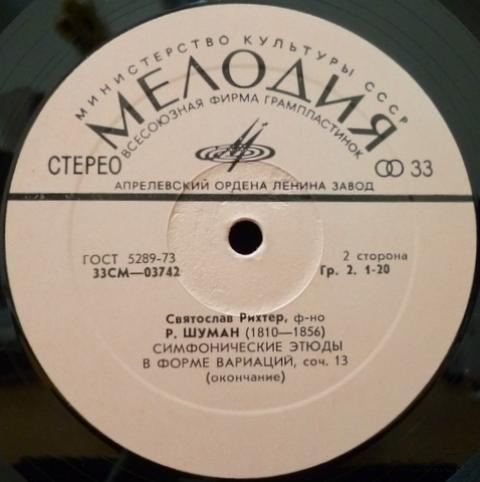 МИНИСТЕРСТВО КУЛЬТУРЫ СССР
МЕЛОДИЯ
ВСЕСОЮЗНАЯ ФИРМА ГРАМПЛАСТИНОК
СТЕРЕО
33
АПРЕЛЕВСКИЙ ОРДЕНА ЛЕНИНА ЗАВОД
ГОСТ 5289-73
2 сторона
33СМ—03742
Гр. 2. 1-20
Святослав Рихтер, ф-но
Р. ШУМАН (1810—1856)
СИМФОНИЧЕСКИЕ ЭТЮДЫ
В ФОРМЕ ВАРИАЦИЙ, соч. 13
(окончание)